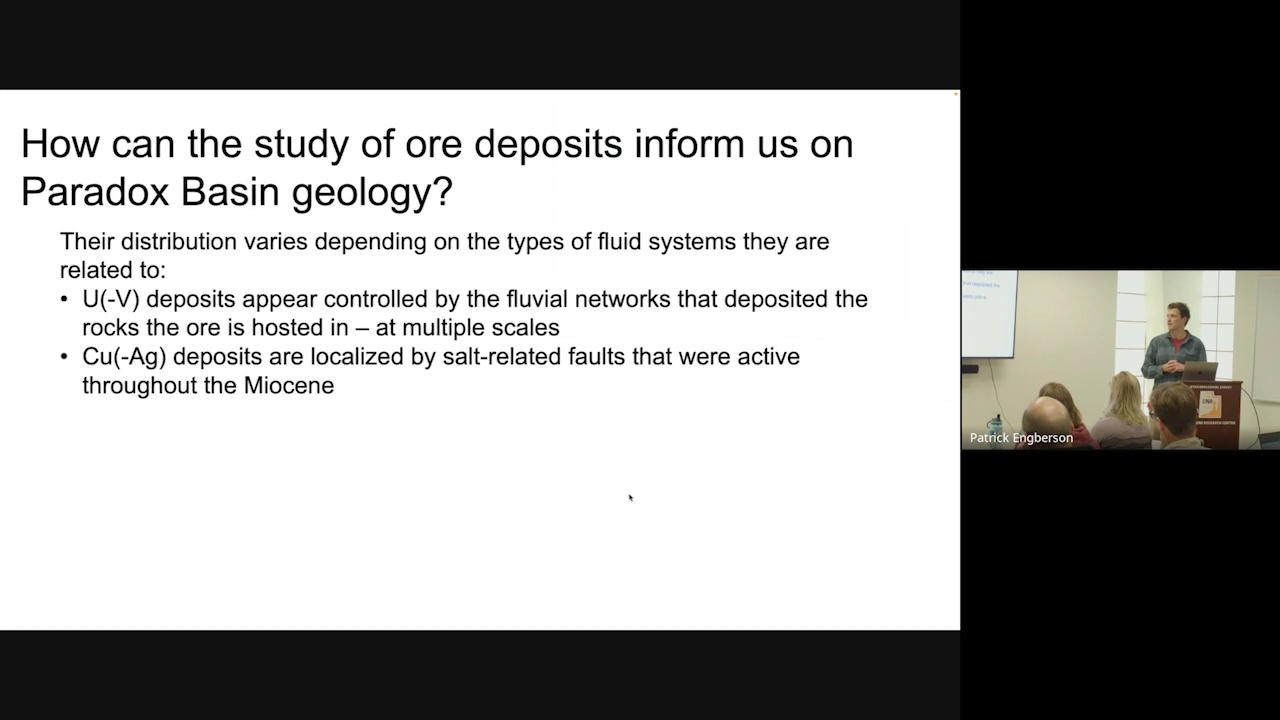 How can the study of ore deposits inform us on
Paradox Basin geology?
Their distribution varies depending on the types of fluid systems they are
related to:
• U(-V) deposits appear controlled by the fluvial networks that deposited the
rocks the ore is hosted in – at multiple scales
• Cu(-Ag) deposits are localized by salt-related faults that were active
throughout the Miocene
Patrick Engberson